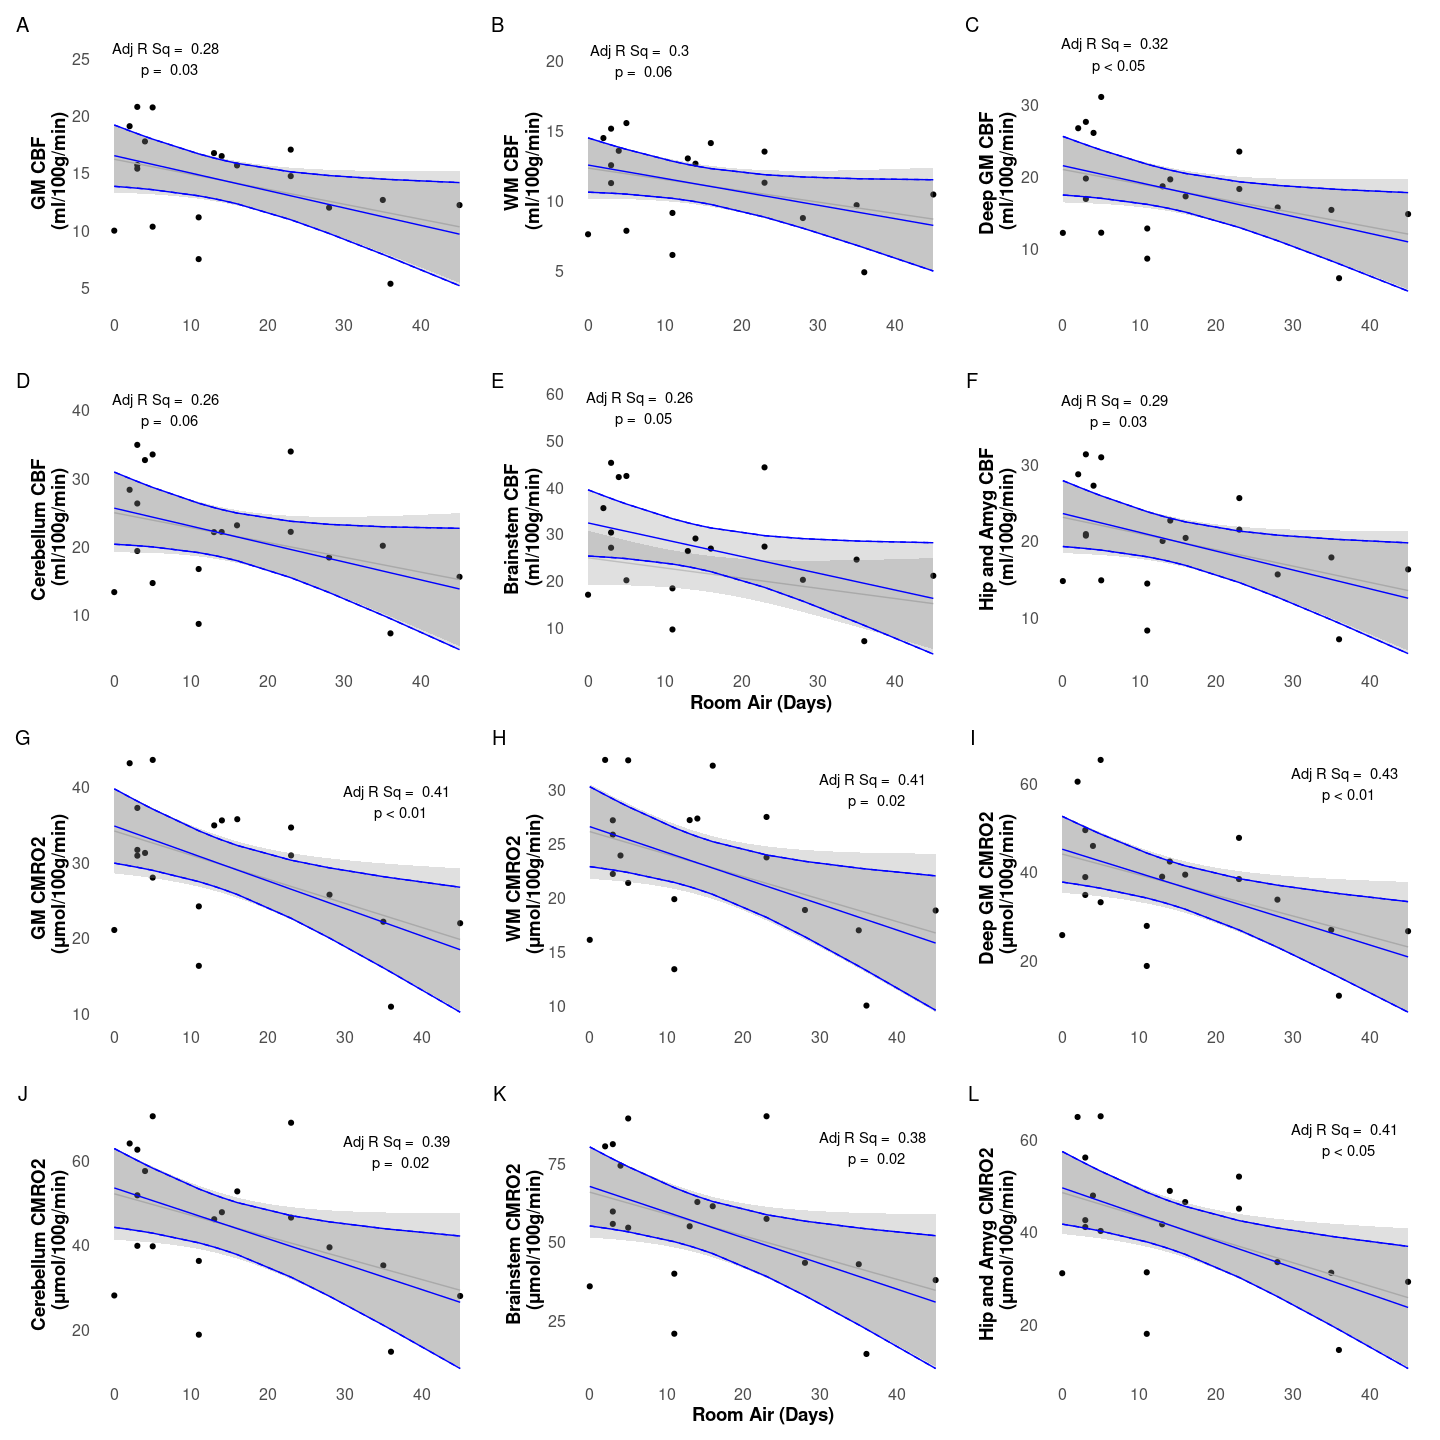 A
Adj R Sq = 0.28
p = 0.03
GM CBF
(ml/100g/min)
25
20
15
10
5
0 10 20 30 40
B
Adj R Sq = 0.3
p = 0.06
WM CBF
(ml/100g/min)
20
15
10
5
0 10 20 30 40
C
Adj R Sq = 0.32
p < 0.05
Deep GM CBF
(ml/100g/min)
30
20
10
0 10 20 30 40
D
Adj R Sq = 0.26
p = 0.06
Cerebellum CBF
(ml/100g/min)
40
30
20
10
0 10 20 30 40
E
Adj R Sq = 0.26
p = 0.05
Brainstem CBF
(ml/100g/min)
60
50
40
30
20
10
0 10 20 30 40
Room Air (Days)
F
Adj R Sq = 0.29
p = 0.03
Hip and Amyg CBF
(ml/100g/min)
30
20
10
0 10 20 30 40
G
Adj R Sq = 0.41
p < 0.01
GM CMRO2
(µmol/100g/min)
40
30
20
10
0 10 20 30 40
H
Adj R Sq = 0.41
p = 0.02
WM CMRO2
(µmol/100g/min)
30
25
20
15
10
0 10 20 30 40
I
Adj R Sq = 0.43
p < 0.01
Deep GM CMRO2
(µmol/100g/min)
60
40
20
0 10 20 30 40
J
Adj R Sq = 0.39
p = 0.02
Cerebellum CMRO2
(µmol/100g/min)
60
40
20
0 10 20 30 40
K
Adj R Sq = 0.38
p = 0.02
Brainstem CMRO2
(µmol/100g/min)
75
50
25
0 10 20 30 40
Room Air (Days)
L
Adj R Sq = 0.41
p < 0.05
Hip and Amyg CMRO2
(µmol/100g/min)
60
40
20
0 10 20 30 40